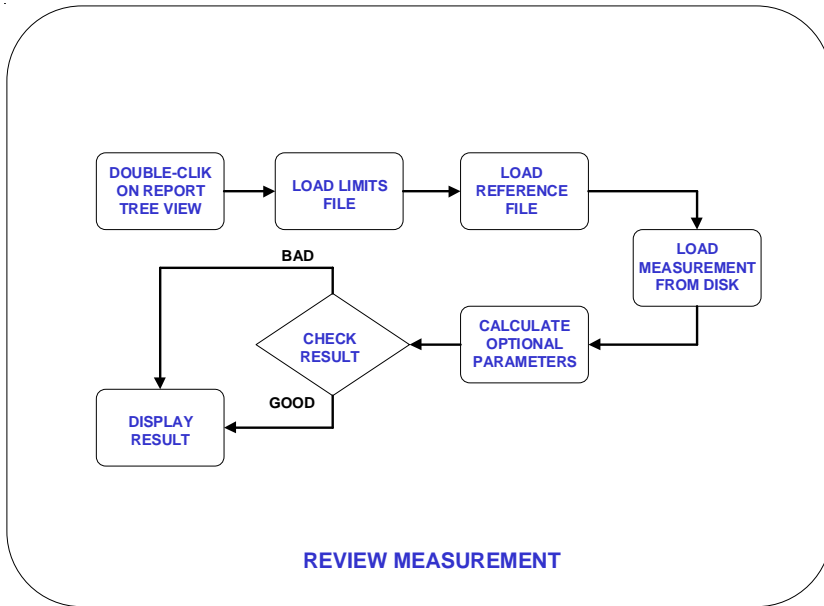 DOUBLE-CLIK
ON REPORT
TREE VIEW
LOAD LIMITS
FILE
LOAD
REFERENCE
FILE
LOAD
MEASUREMENT
FROM DISK
CALCULATE
OPTIONAL
PARAMETERS
CHECK
RESULT
BAD
GOOD
DISPLAY
RESULT
REVIEW MEASUREMENT